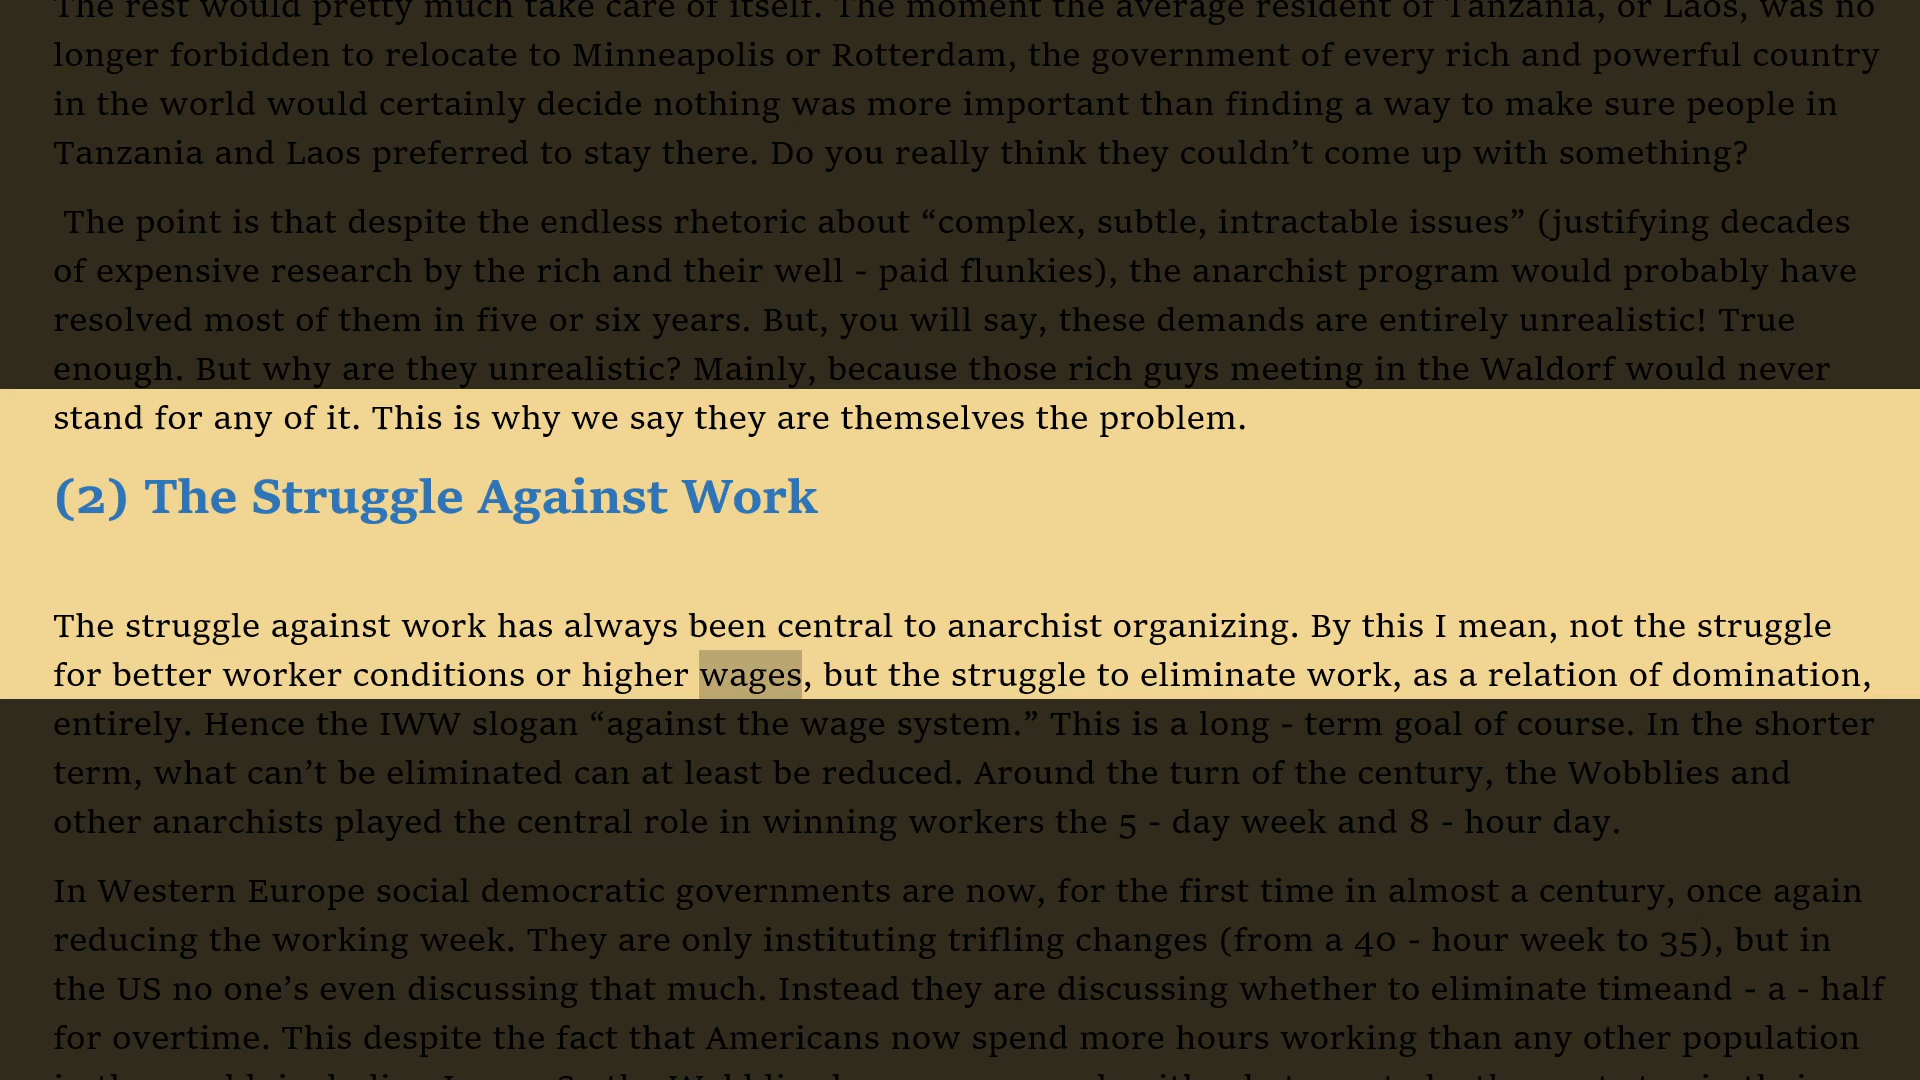 The rest would pretty much take care of itself. The moment the average resident of Tanzania, or Laos, was no
longer forbidden to relocate to Minneapolis or Rotterdam, the government of every rich and powerful country
in the world would certainly decide nothing was more important than finding a way to make sure people in
Tanzania and Laos preferred to stay there. Do you really think they couldn’t come up with something?
The point is that despite the endless rhetoric about “complex, subtle, intractable issues” (justifying decades
of expensive research by the rich and their well - paid flunkies), the anarchist program would probably have
resolved most of them in five or six years. But, you will say, these demands are entirely unrealistic! True
enough. But why are they unrealistic? Mainly, because those rich guys meeting in the Waldorf would never
stand for any of it. This is why we say they are themselves the problem.
(2) The Struggle Against Work
The struggle against work has always been central to anarchist organizing. By this I mean, not the struggle
for better worker conditions or higher wages, but the struggle to eliminate work, as a relation of domination,
entirely. Hence the IWW slogan “against the wage system.” This is a long - term goal of course. In the shorter
term, what can’t be eliminated can at least be reduced. Around the turn of the century, the Wobblies and
other anarchists played the central role in winning workers the 5 - day week and 8 - hour day.
In Western Europe social democratic governments are now, for the first time in almost a century, once again
reducing the working week. They are only instituting trifling changes (from a 40 - hour week to 35), but in
the US no one’s even discussing that much. Instead they are discussing whether to eliminate timeand - a - half
for overtime. This despite the fact that Americans now spend more hours working than any other population